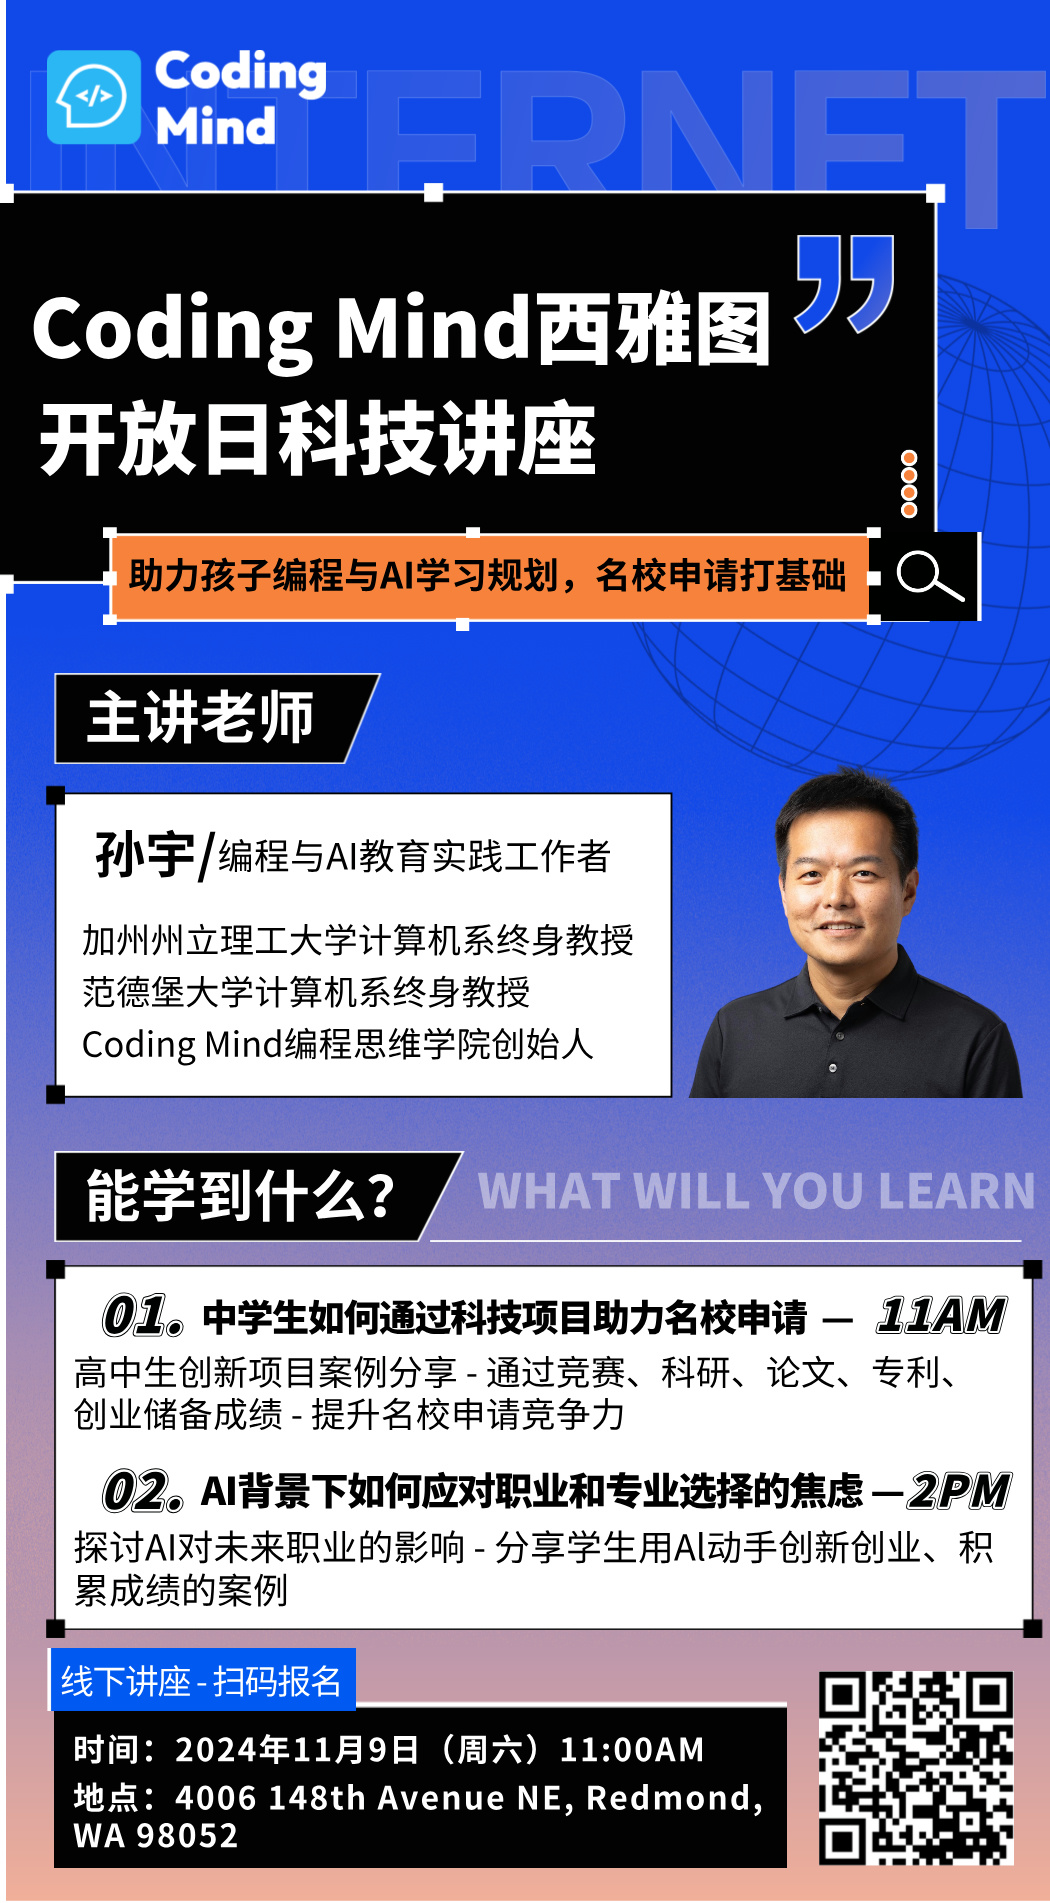 INTERNET
Coding
Mind
Coding Mind西雅图
开放日科技讲座
助力孩子编程与AI学习规划，名校申请打基础
主讲老师
孙宇/编程与AI教育实践工作者
加州州立理工大学计算机系终身教授
范德堡大学计算机系终身教授
Coding Mind编程思维学院创始人
能学到什么？
WHAT WILL YOU LEARN
01. 中学生如何通过科技项目助力名校申请 — 11AM
高中生创新项目案例分享 - 通过竞赛、科研、论文、专利、
创业储备成绩 - 提升名校申请竞争力
02. AI背景下如何应对职业和专业选择的焦虑 — 2PM
探讨AI对未来职业的影响 - 分享学生用Al动手创新创业、积
累成绩的案例
线下讲座 - 扫码报名
时间：2024年11月9日（周六）11:00AM
地点：4006 148th Avenue NE, Redmond,
WA 98052